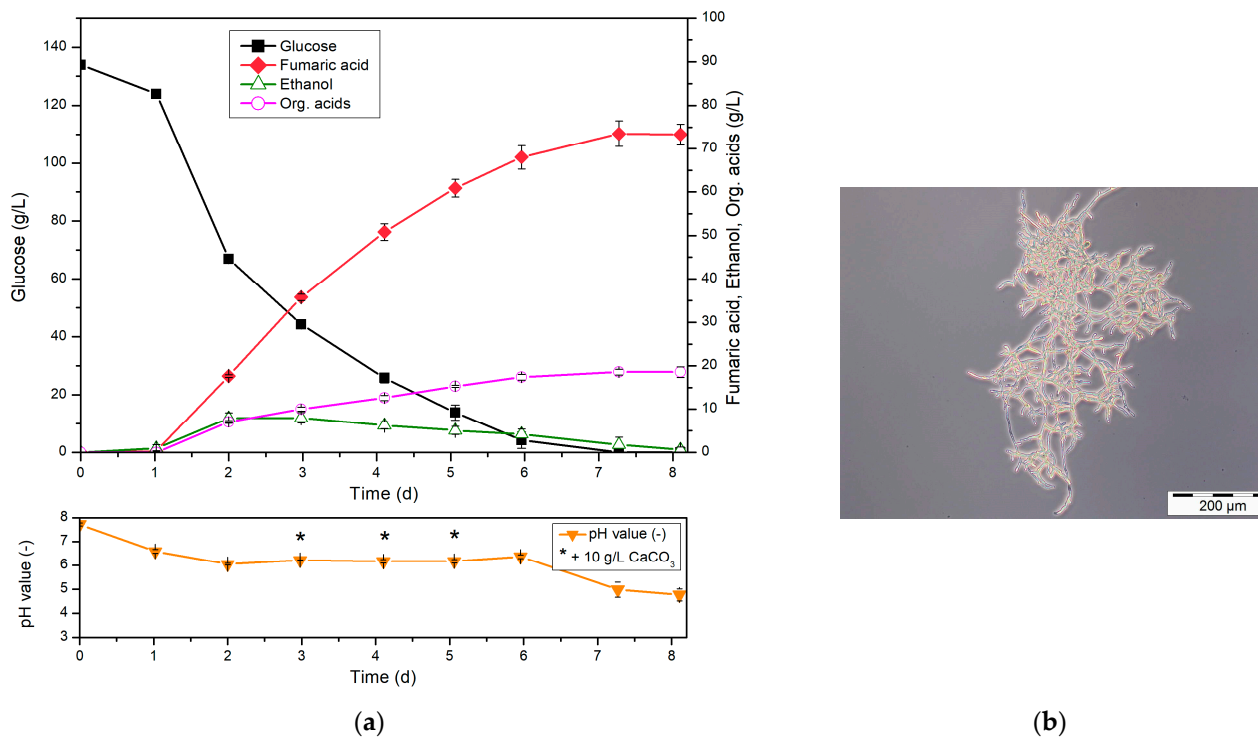 Glucose
Fumaric acid
Ethanol
Org. acids
Glucose (g/L)
140
120
100
80
60
40
20
0
Fumaric acid, Ethanol, Org. acids (g/L)
100
90
80
70
60
50
40
30
20
10
0
0 1 2 3 4 5 6 7 8
Time (d)
pH value (-)
8
7
6
5
4
3
* * *
pH value (-)
* + 10 g/L CaCO₃
0 1 2 3 4 5 6 7 8
Time (d)
200 µm
(a) (b)